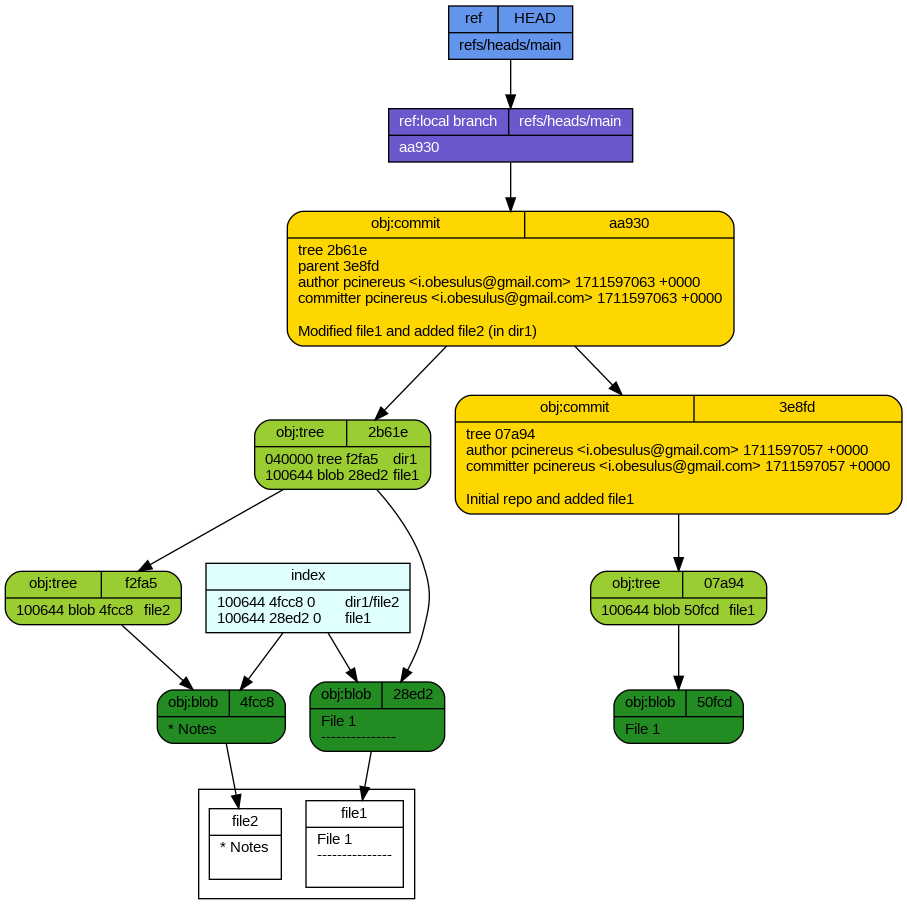 ref HEAD
refs/heads/main
ref:local branch refs/heads/main
aa930
obj:commit aa930
tree 2b61e
parent 3e8fd
author pcinereus <i.obesulus@gmail.com> 1711597063 +0000
committer pcinereus <i.obesulus@gmail.com> 1711597063 +0000
Modified file1 and added file2 (in dir1)
obj:commit 3e8fd
tree 07a94
author pcinereus <i.obesulus@gmail.com> 1711597057 +0000
committer pcinereus <i.obesulus@gmail.com> 1711597057 +0000
Initial repo and added file1
obj:tree 2b61e
040000 tree f2fa5 dir1
100644 blob 28ed2 file1
obj:tree f2fa5
100644 blob 4fcc8 file2
index
100644 4fcc8 0 dir1/file2
100644 28ed2 0 file1
obj:tree 07a94
100644 blob 50fcd file1
obj:blob 4fcc8
* Notes
obj:blob 28ed2
File 1
---------------
obj:blob 50fcd
File 1
file2
* Notes
file1
File 1
---------------